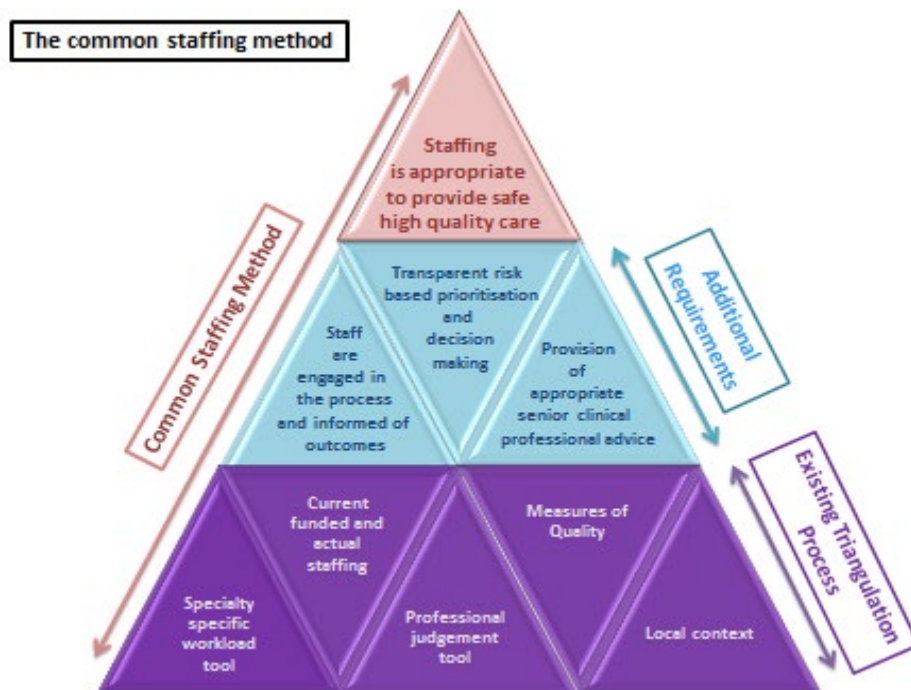 The common staffing method
Staffing
is appropriate
to provide safe
high quality care
Common Staffing Method
Additional
Requirements
Transparent risk
based prioritisation
and
decision
making
Staff
are
engaged in
the process
and informed of
outcomes
Provision
of
appropriate
senior clinical
professional advice
Existing Triangulation
Process
Current
funded and
actual
staffing
Measures of
Quality
Specialty
specific
workload
tool
Professional
judgement
tool
Local context